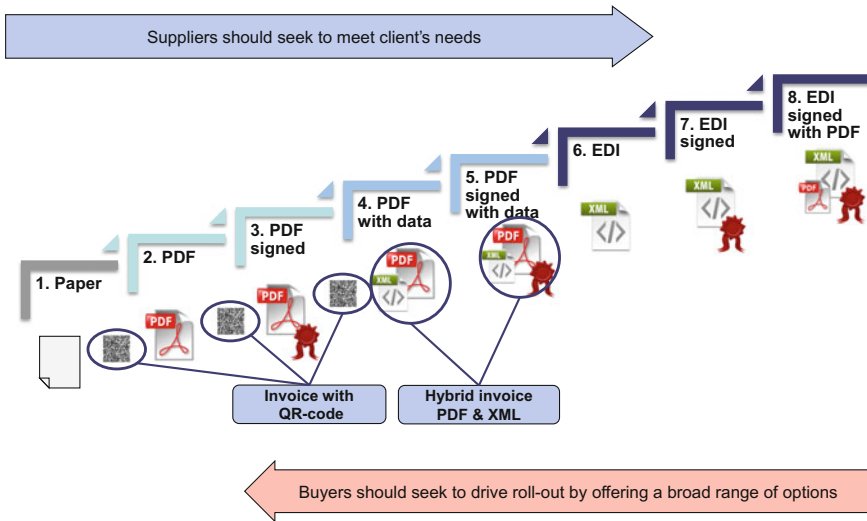 Suppliers should seek to meet client's needs
1. Paper
2. PDF
3. PDF
signed
4. PDF
with data
5. PDF
signed
with data
6. EDI
7. EDI
signed
8. EDI
signed
with PDF
PDF
PDF
PDF
XML
</>
PDF
XML
</>
XML
</>
XML
</>
XML
</>
PDF
Invoice with
QR-code
Hybrid invoice
PDF & XML
Buyers should seek to drive roll-out by offering a broad range of options